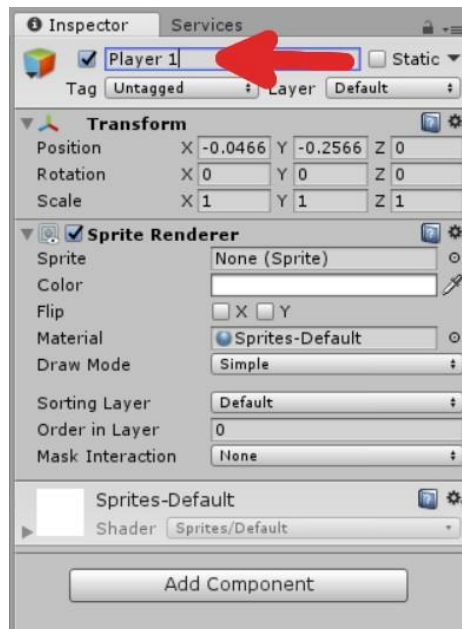 Inspector Services
Player 1 Static
Tag Untagged Layer Default
Transform
Position X -0.0466 Y -0.2566 Z 0
Rotation X 0 Y 0 Z 0
Scale X 1 Y 1 Z 1
Sprite Renderer
Sprite None (Sprite)
Color
Flip X Y
Material Sprites-Default
Draw Mode Simple
Sorting Layer Default
Order in Layer 0
Mask Interaction None
Sprites-Default
Shader Sprites/Default
Add Component